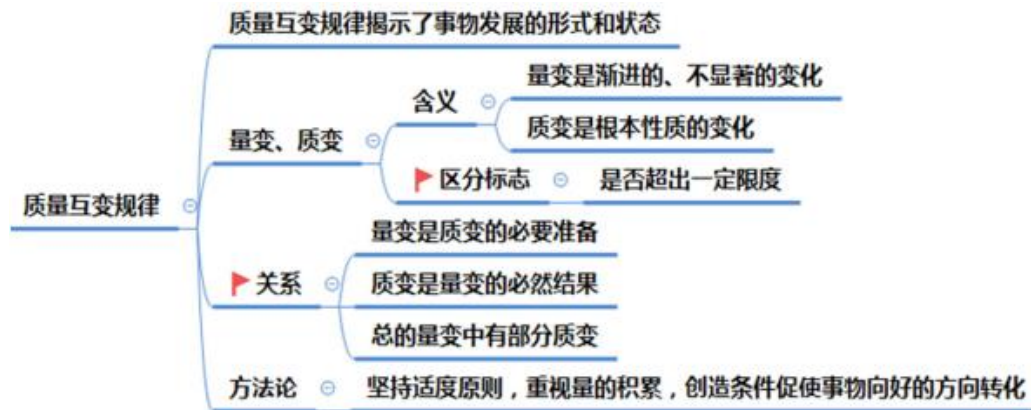 质量互变规律揭示了事物发展的形式和状态
量变是渐进的、不显著的变化
含义
量变、质变
质变是根本性质的变化
区分标志
是否超出一定限度
质量互变规律
量变是质变的必要准备
关系
质变是量变的必然结果
总的量变中有部分质变
方法论
坚持适度原则，重视量的积累，创造条件促使事物向好的方向转化